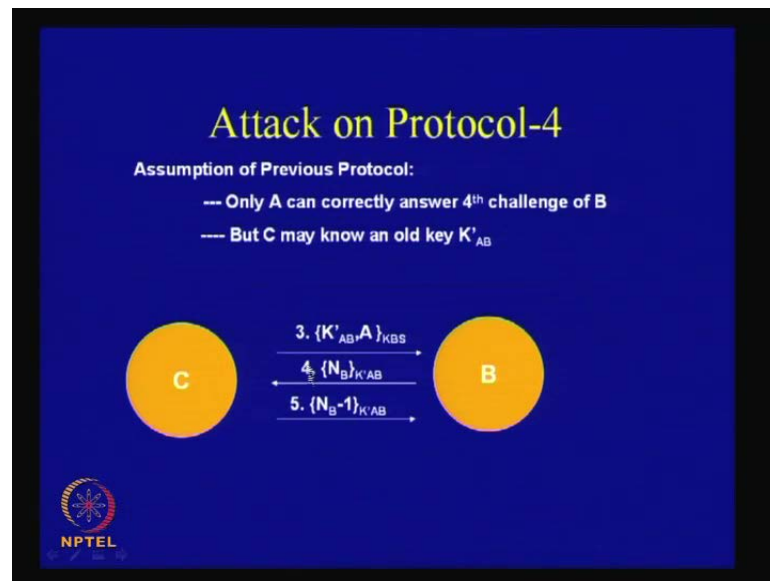 Attack on Protocol-4
Assumption of Previous Protocol:
--- Only A can correctly answer 4th challenge of B
---- But C may know an old key K'AB
3. {K'AB,A }KBS
C
4. {NB}K'AB
B
5. {NB-1}K'AB
NPTEL